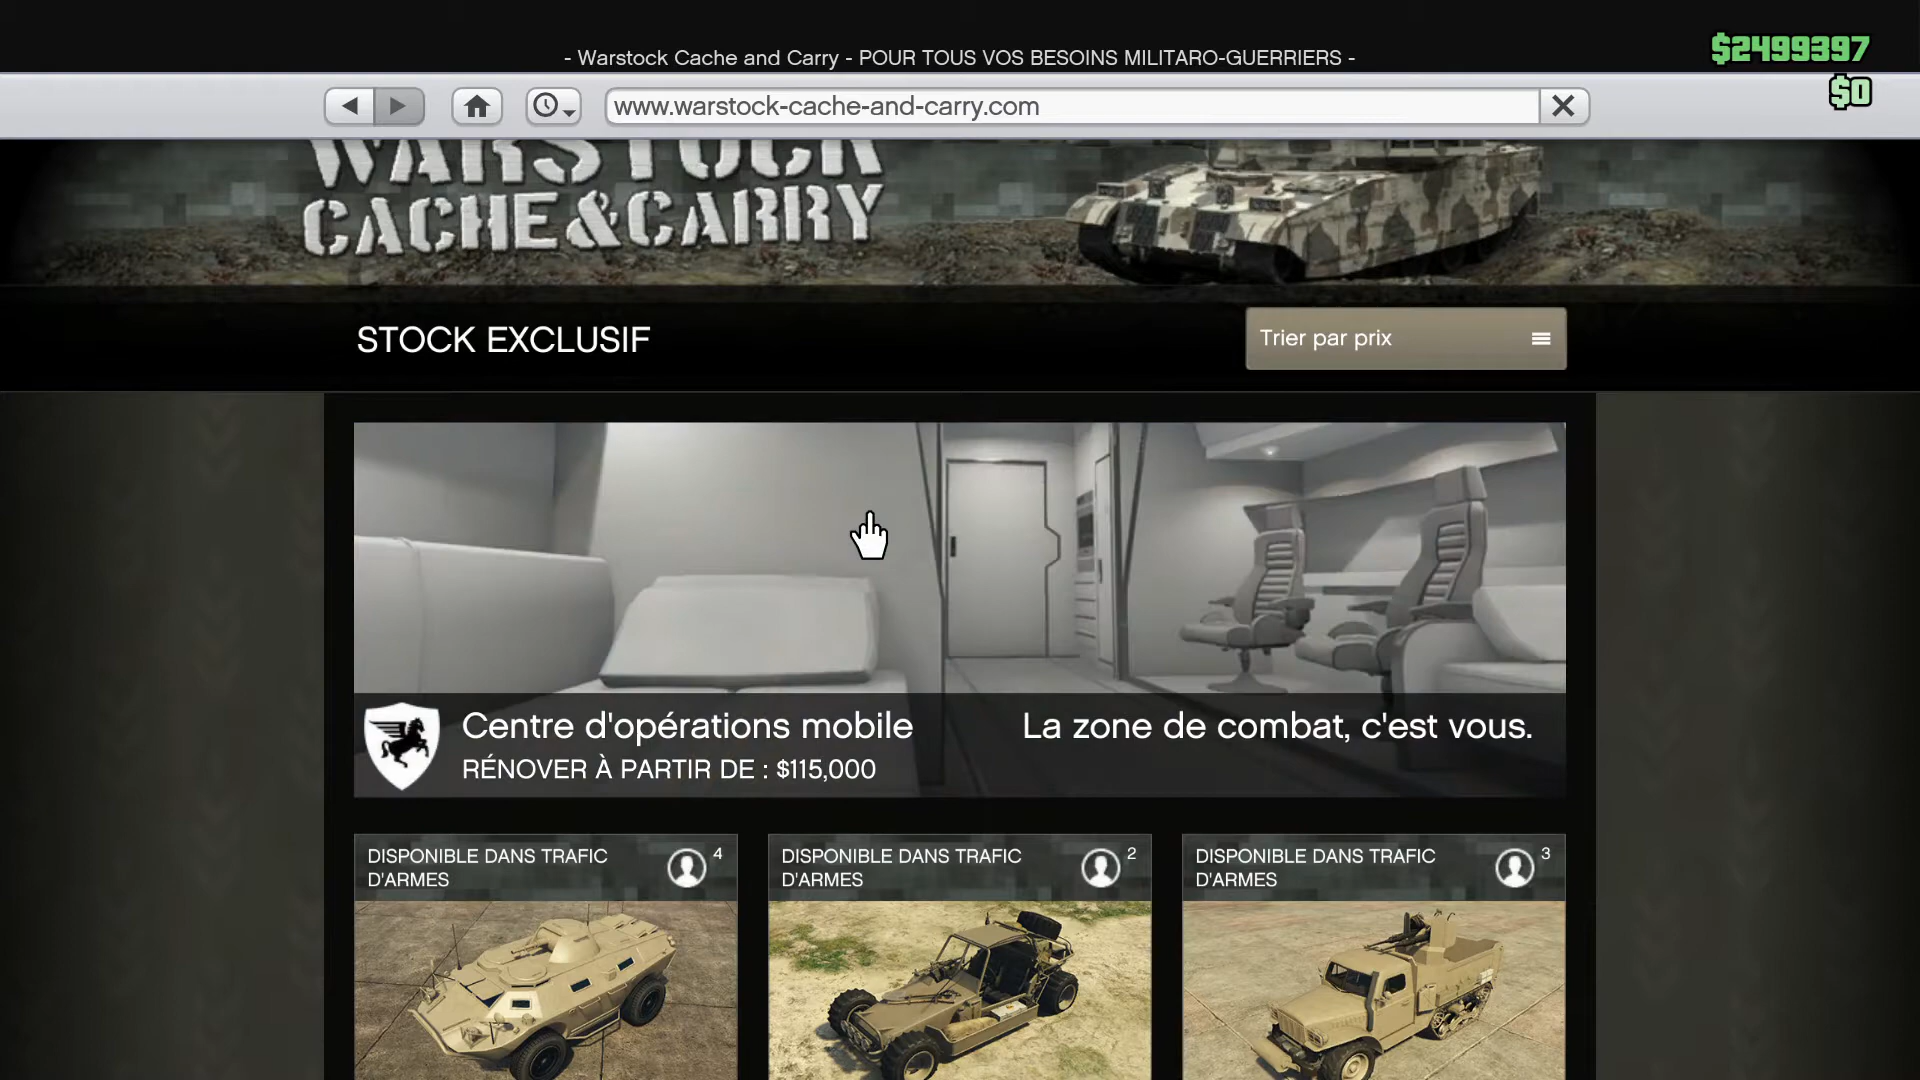 - Warstock Cache and Carry - POUR TOUS VOS BESOINS MILITARO-GUERRIERS -
$2499397
$0
www.warstock-cache-and-carry.com
WARSTOCK
CACHE&CARRY
STOCK EXCLUSIF
Trier par prix
Centre d'opérations mobile
La zone de combat, c'est vous.
RÉNOVER À PARTIR DE : $115,000
DISPONIBLE DANS TRAFIC
D'ARMES
4
DISPONIBLE DANS TRAFIC
D'ARMES
2
DISPONIBLE DANS TRAFIC
D'ARMES
3